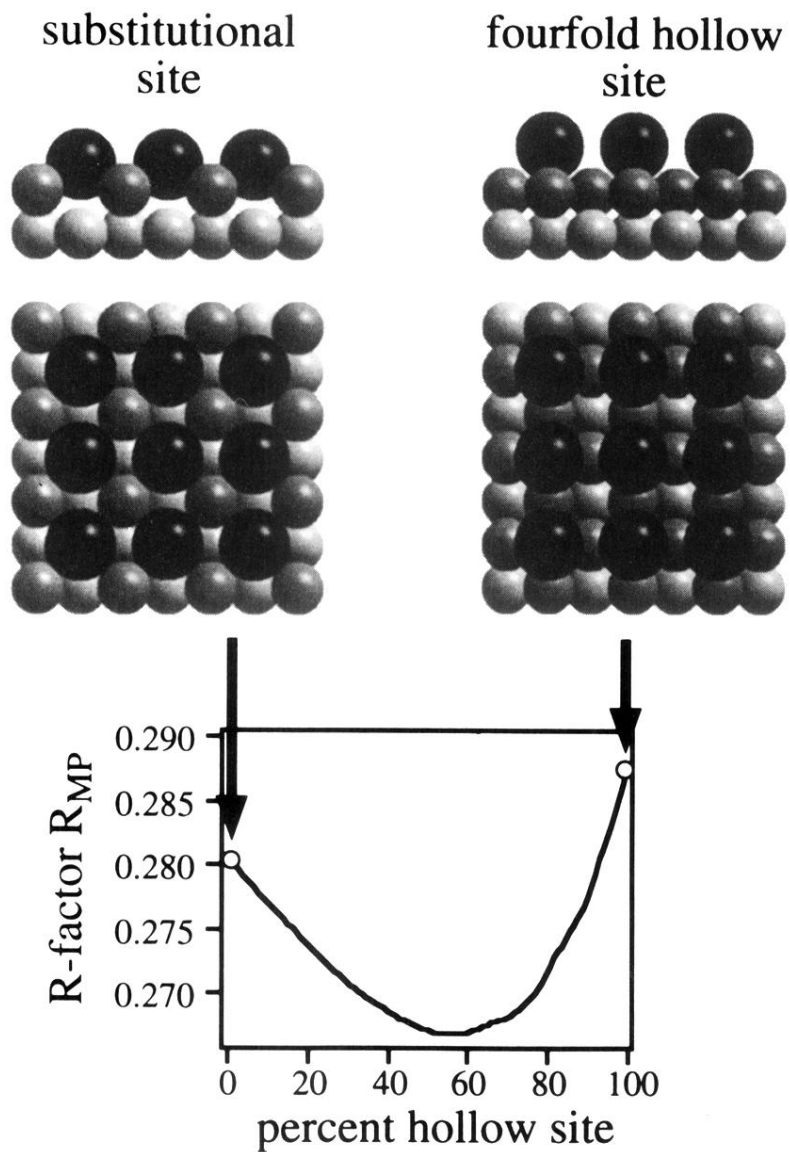 substitutional
site
fourfold hollow
site
0.290
0.285
0.280
0.275
0.270
R-factor R_MP
0 20 40 60 80 100
percent hollow site